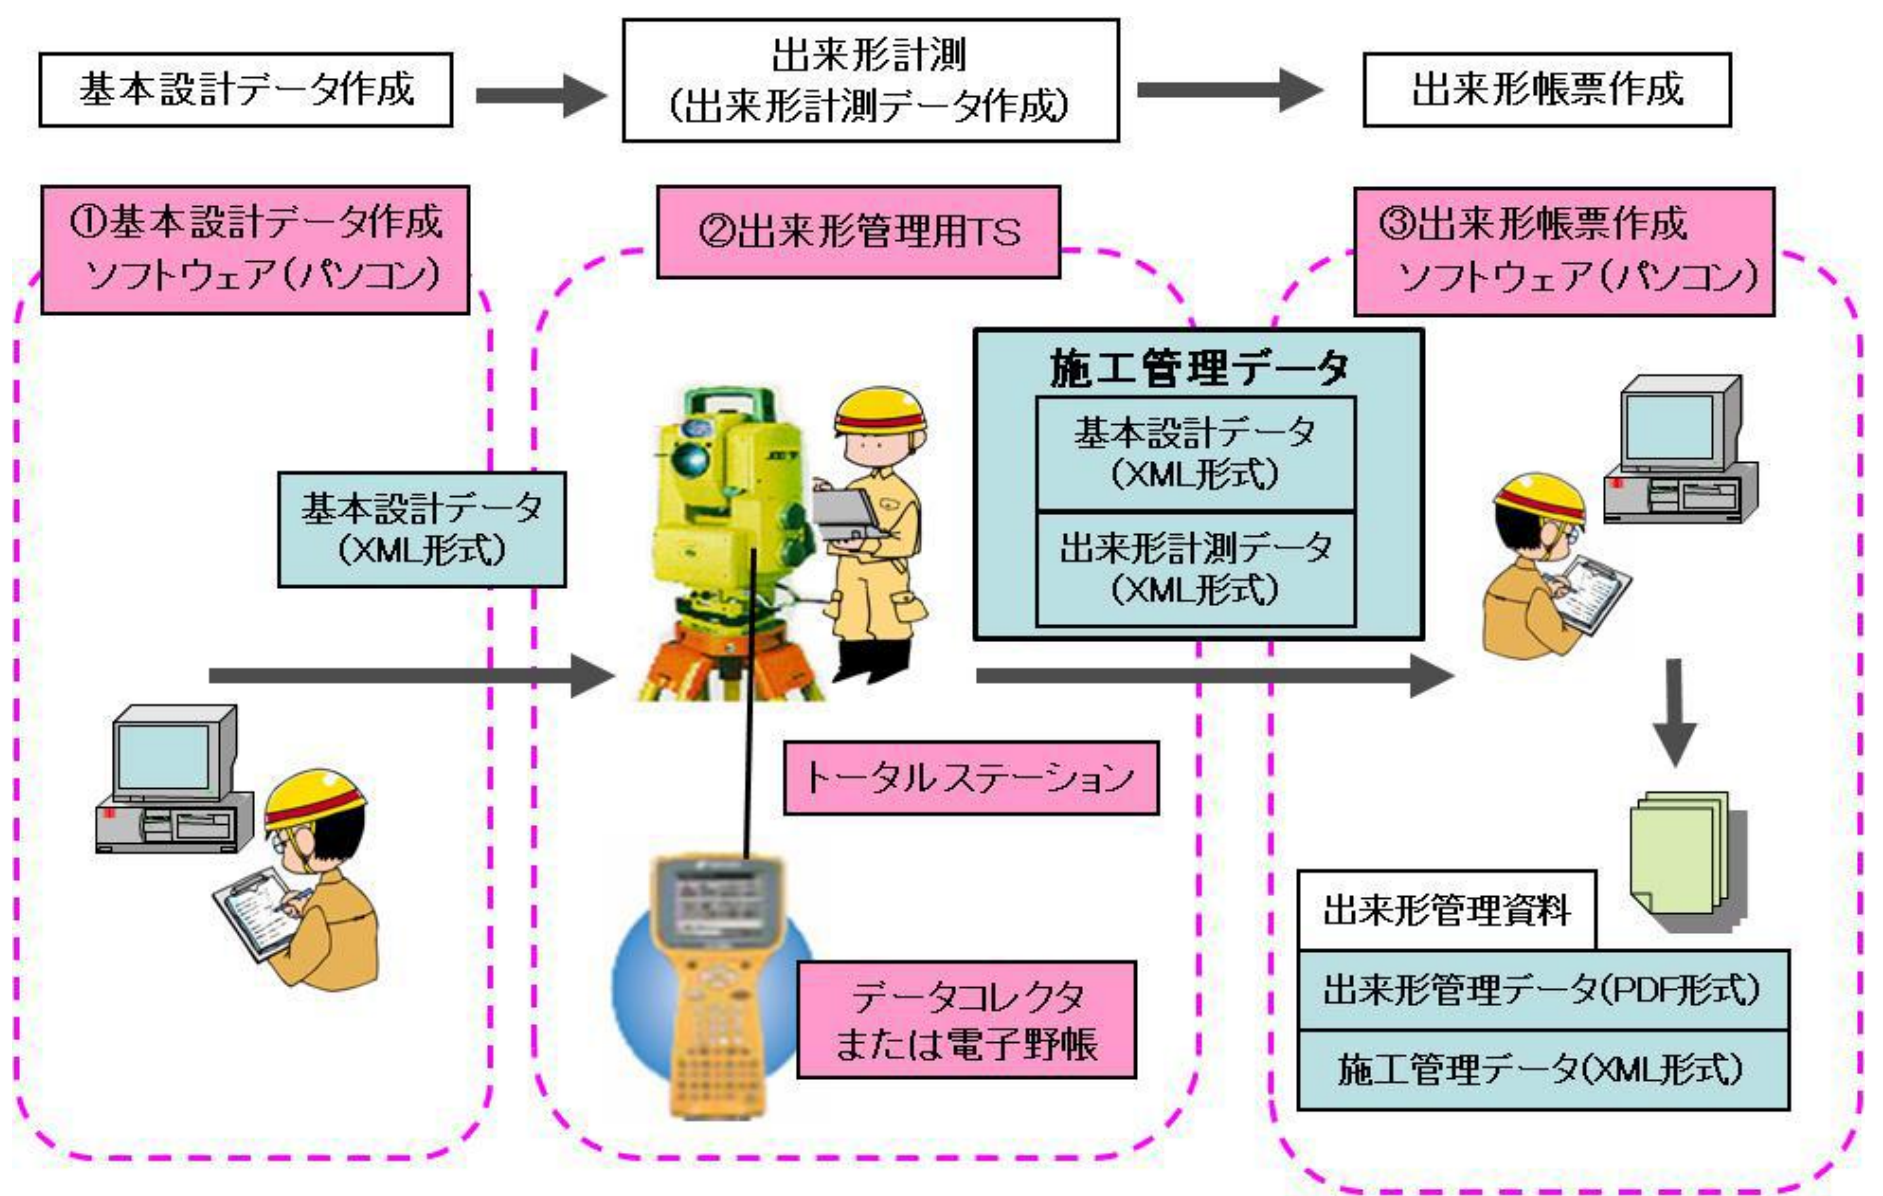 基本設計データ作成
出来形計測
(出来形計測データ作成)
出来形帳票作成
①基本設計データ作成
ソフトウェア(パソコン)
②出来形管理用TS
③出来形帳票作成
ソフトウェア(パソコン)
基本設計データ
(XML形式)
施工管理データ
基本設計データ
(XML形式)
出来形計測データ
(XML形式)
トータルステーション
データコレクタ
または電子野帳
出来形管理資料
出来形管理データ(PDF形式)
施工管理データ(XML形式)